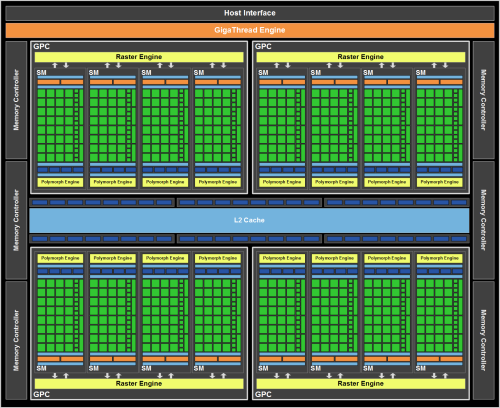 Host Interface
GigaThread Engine
GPC
GPC
Raster Engine
Raster Engine
SM SM SM SM
SM SM SM SM
Polymorph Engine Polymorph Engine Polymorph Engine Polymorph Engine
Polymorph Engine Polymorph Engine Polymorph Engine Polymorph Engine
Memory Controller
Memory Controller
Memory Controller
Memory Controller
Memory Controller
Memory Controller
L2 Cache
Polymorph Engine Polymorph Engine Polymorph Engine Polymorph Engine
Polymorph Engine Polymorph Engine Polymorph Engine Polymorph Engine
SM SM SM SM
SM SM SM SM
Raster Engine
Raster Engine
GPC
GPC